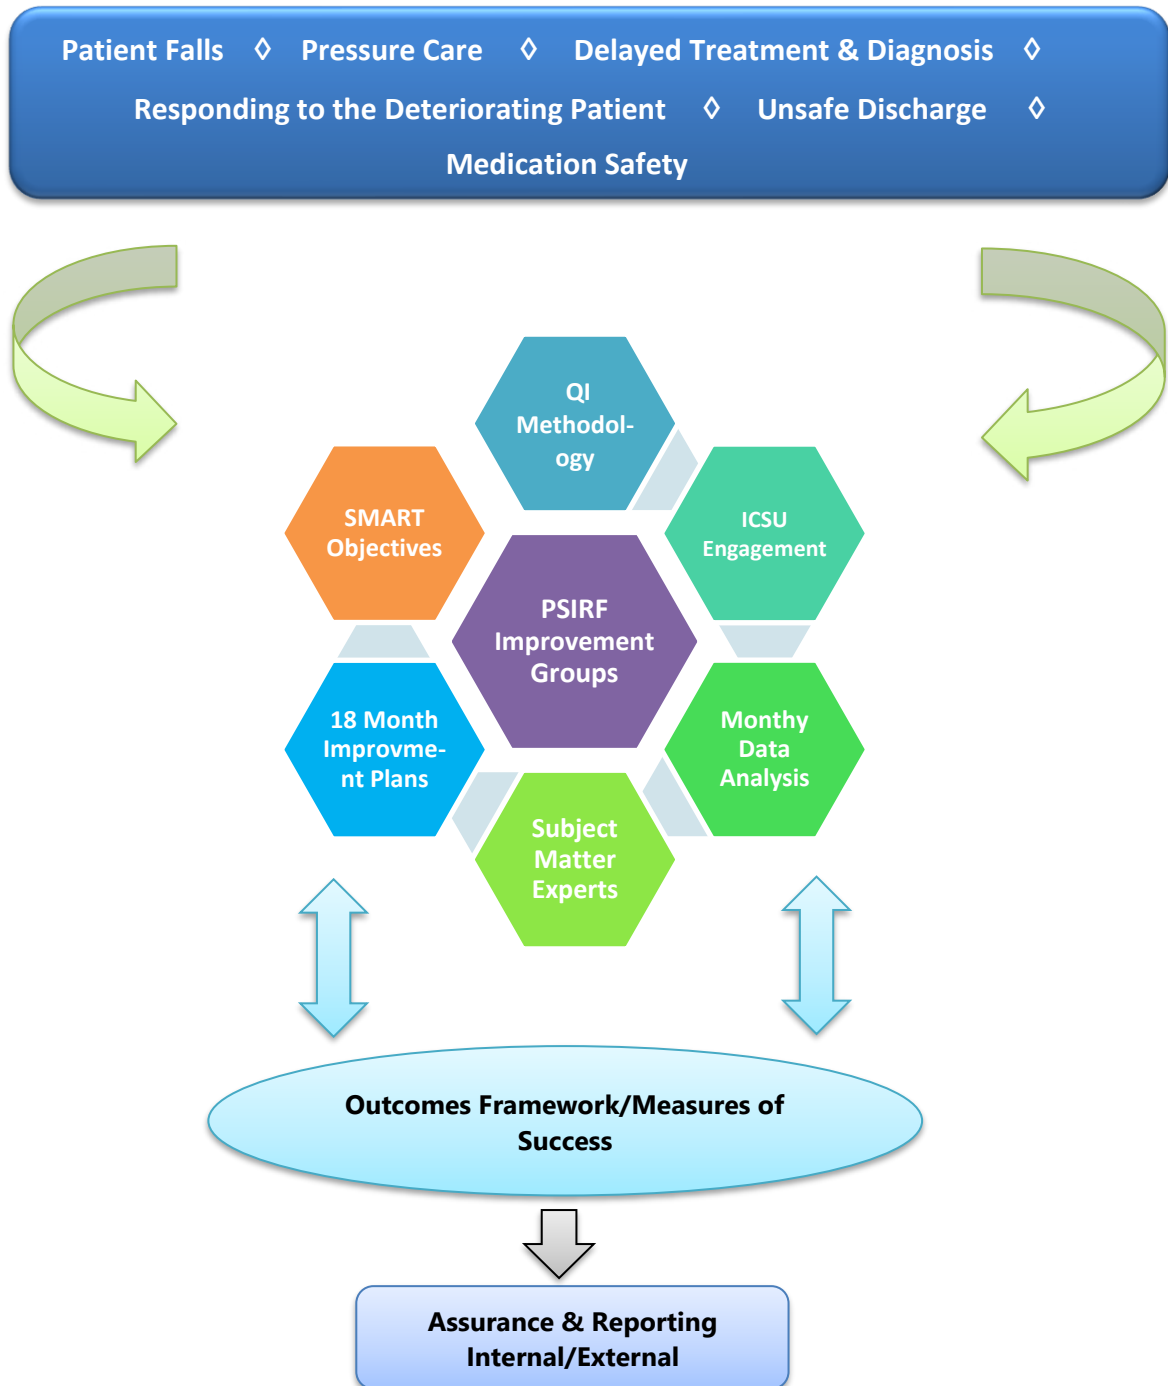 Patient Falls ◊ Pressure Care ◊ Delayed Treatment & Diagnosis ◊
Responding to the Deteriorating Patient ◊ Unsafe Discharge ◊
Medication Safety
QI
Methodol-
ogy
SMART
Objectives
ICSU
Engagement
PSIRF
Improvement
Groups
18 Month
Improvme-
nt Plans
Monthy
Data
Analysis
Subject
Matter
Experts
Outcomes Framework/Measures of
Success
Assurance & Reporting
Internal/External